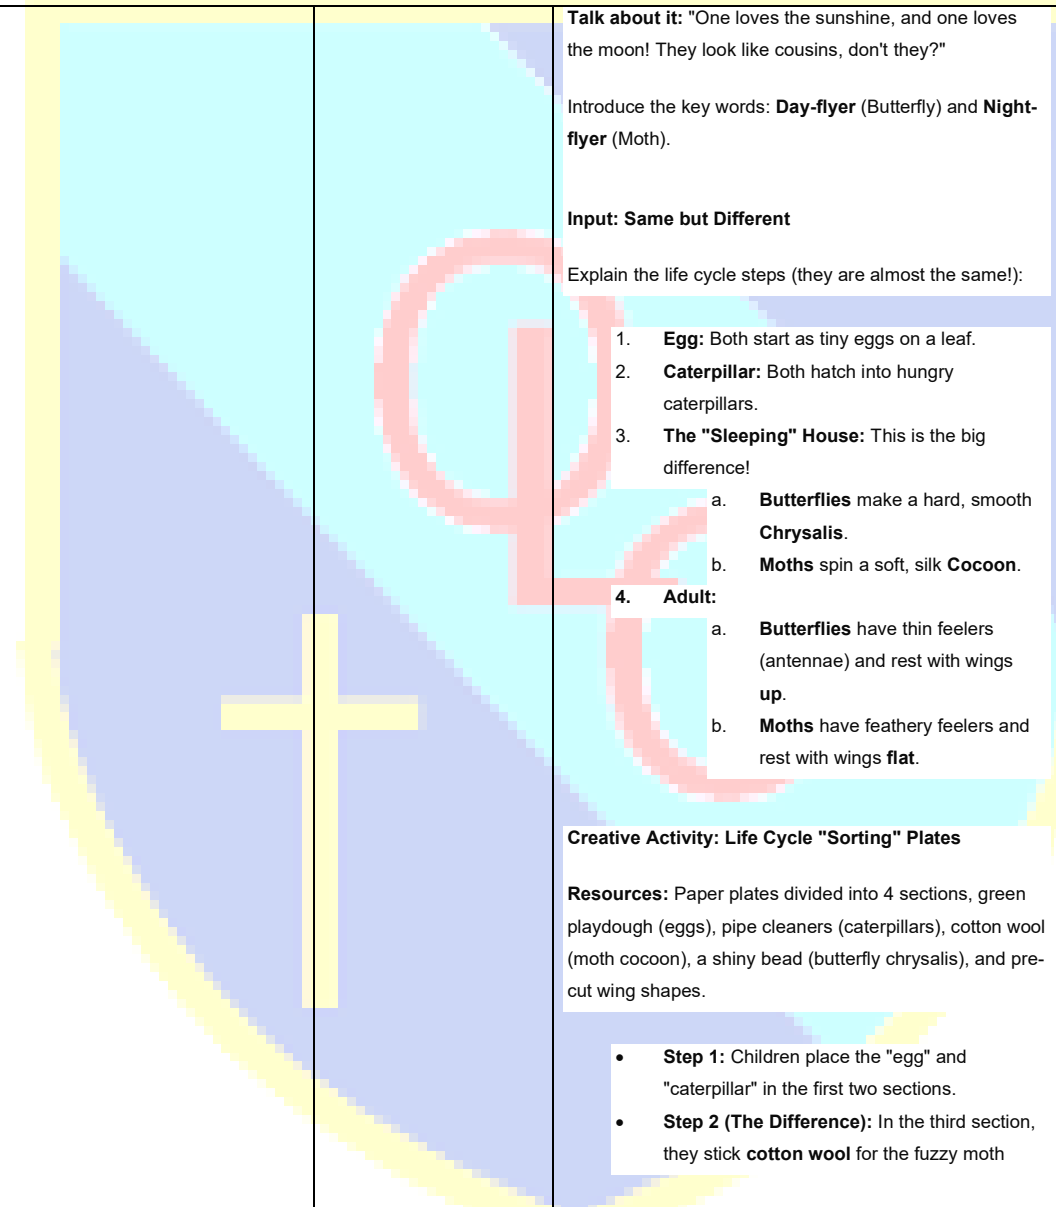 Talk about it: "One loves the sunshine, and one loves
the moon! They look like cousins, don't they?"
Introduce the key words: Day-flyer (Butterfly) and Night-
flyer (Moth).
Input: Same but Different
Explain the life cycle steps (they are almost the same!):
1. Egg: Both start as tiny eggs on a leaf.
2. Caterpillar: Both hatch into hungry
caterpillars.
3. The "Sleeping" House: This is the big
difference!
a. Butterflies make a hard, smooth
Chrysalis.
b. Moths spin a soft, silk Cocoon.
4. Adult:
a. Butterflies have thin feelers
(antennae) and rest with wings
up.
b. Moths have feathery feelers and
rest with wings flat.
Creative Activity: Life Cycle "Sorting" Plates
Resources: Paper plates divided into 4 sections, green
playdough (eggs), pipe cleaners (caterpillars), cotton wool
(moth cocoon), a shiny bead (butterfly chrysalis), and pre-
cut wing shapes.
• Step 1: Children place the "egg" and
"caterpillar" in the first two sections.
• Step 2 (The Difference): In the third section,
they stick cotton wool for the fuzzy moth